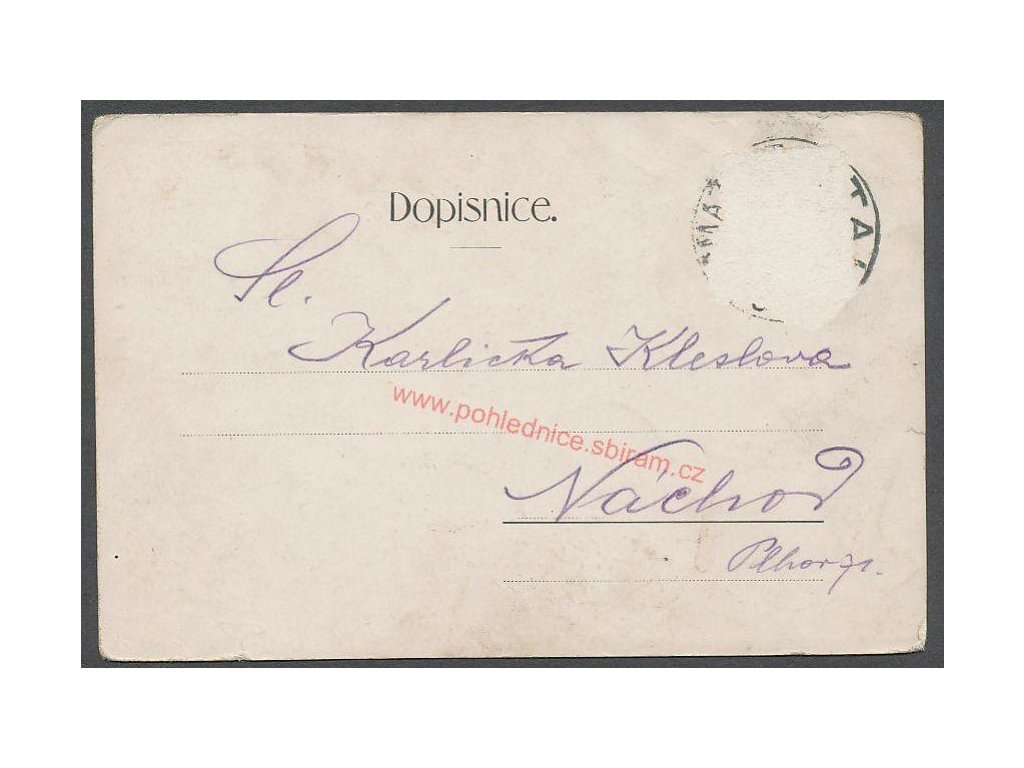 Dopisnice.
Sl.
Karlička Kleslova
www.pohlednice.sbiram.cz
Náchod